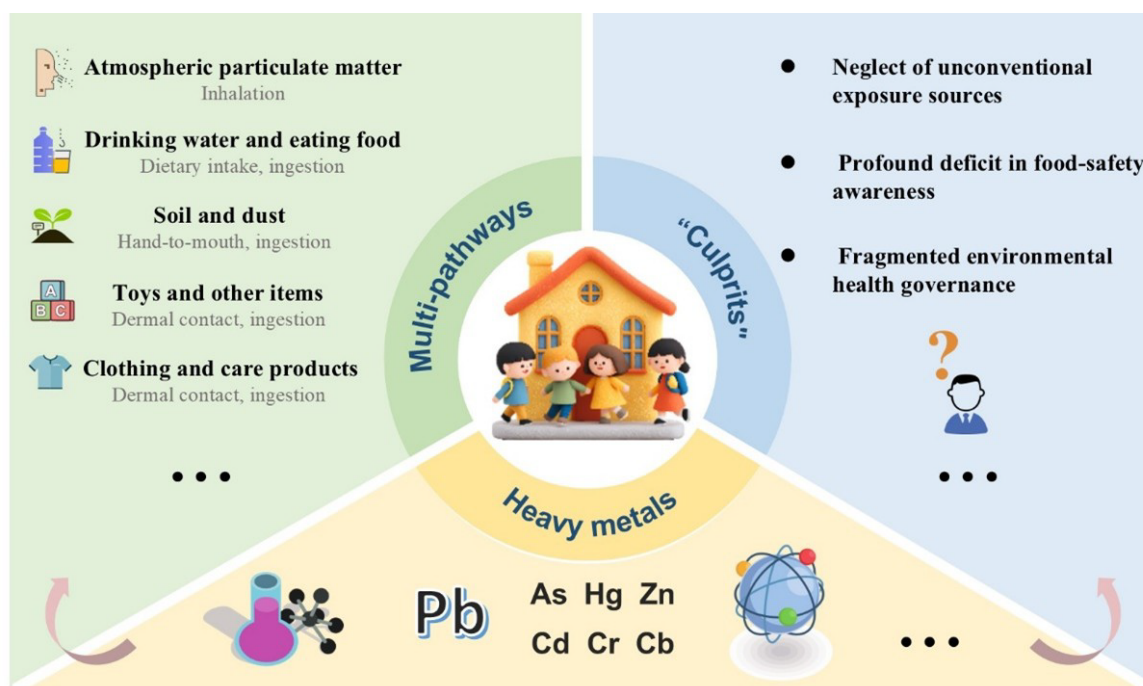 Atmospheric particulate matter
Inhalation
Drinking water and eating food
Dietary intake, ingestion
Soil and dust
Hand-to-mouth, ingestion
A
B C
Toys and other items
Dermal contact, ingestion
Clothing and care products
Dermal contact, ingestion
• • •
Multi-pathways
“Culprits”
Heavy metals
● Neglect of unconventional
exposure sources
● Profound deficit in food-safety
awareness
● Fragmented environmental
health governance
?
• • •
Pb
As Hg Zn
Cd Cr Cb
• • •